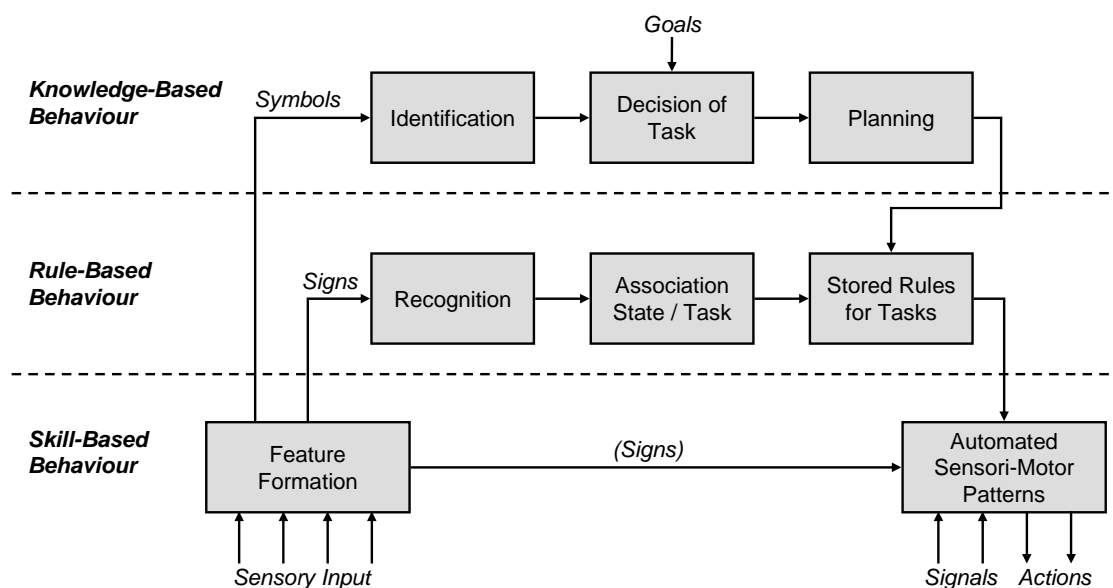 Goals
Knowledge-Based
Behaviour
Symbols
Identification
Decision of
Task
Planning
Rule-Based
Behaviour
Signs
Recognition
Association
State / Task
Stored Rules
for Tasks
Skill-Based
Behaviour
Feature
Formation
(Signs)
Automated
Sensori-Motor
Patterns
Sensory Input
Signals
Actions